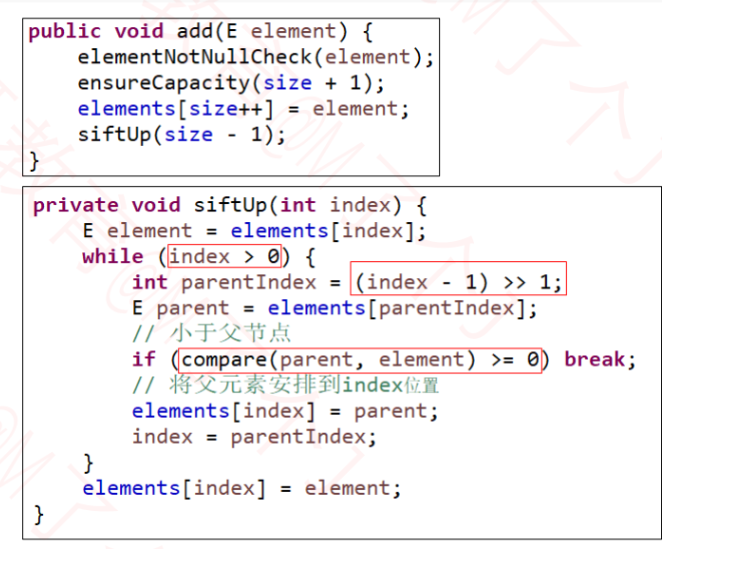 public void add(E element) {
    elementNotNullCheck(element);
    ensureCapacity(size + 1);
    elements[size++] = element;
    siftUp(size - 1);
}
private void siftUp(int index) {
    E element = elements[index];
    while (index > 0) {
        int parentIndex = (index - 1) >> 1;
        E parent = elements[parentIndex];
        // 小于父节点
        if (compare(parent, element) >= 0) break;
        // 将父元素安排到index位置
        elements[index] = parent;
        index = parentIndex;
    }
    elements[index] = element;
}